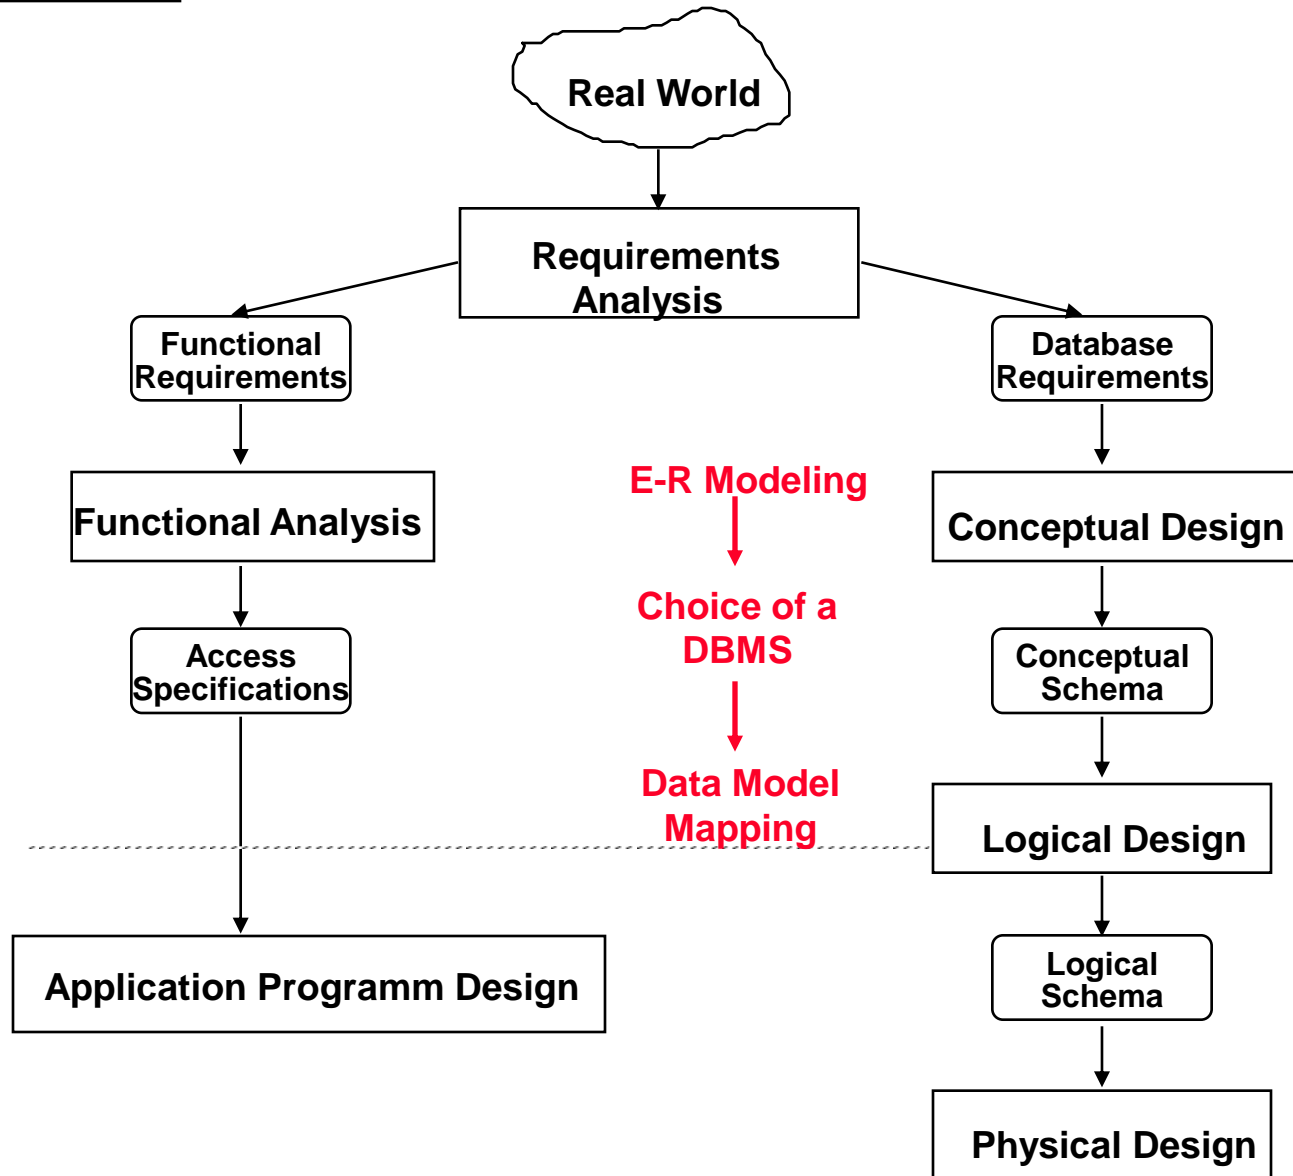 Real World
Requirements
Analysis
Functional
Requirements
Database
Requirements
E-R Modeling
Functional Analysis
Conceptual Design
Choice of a
DBMS
Access
Specifications
Conceptual
Schema
Data Model
Mapping
Logical Design
Application Programm Design
Logical
Schema
Physical Design